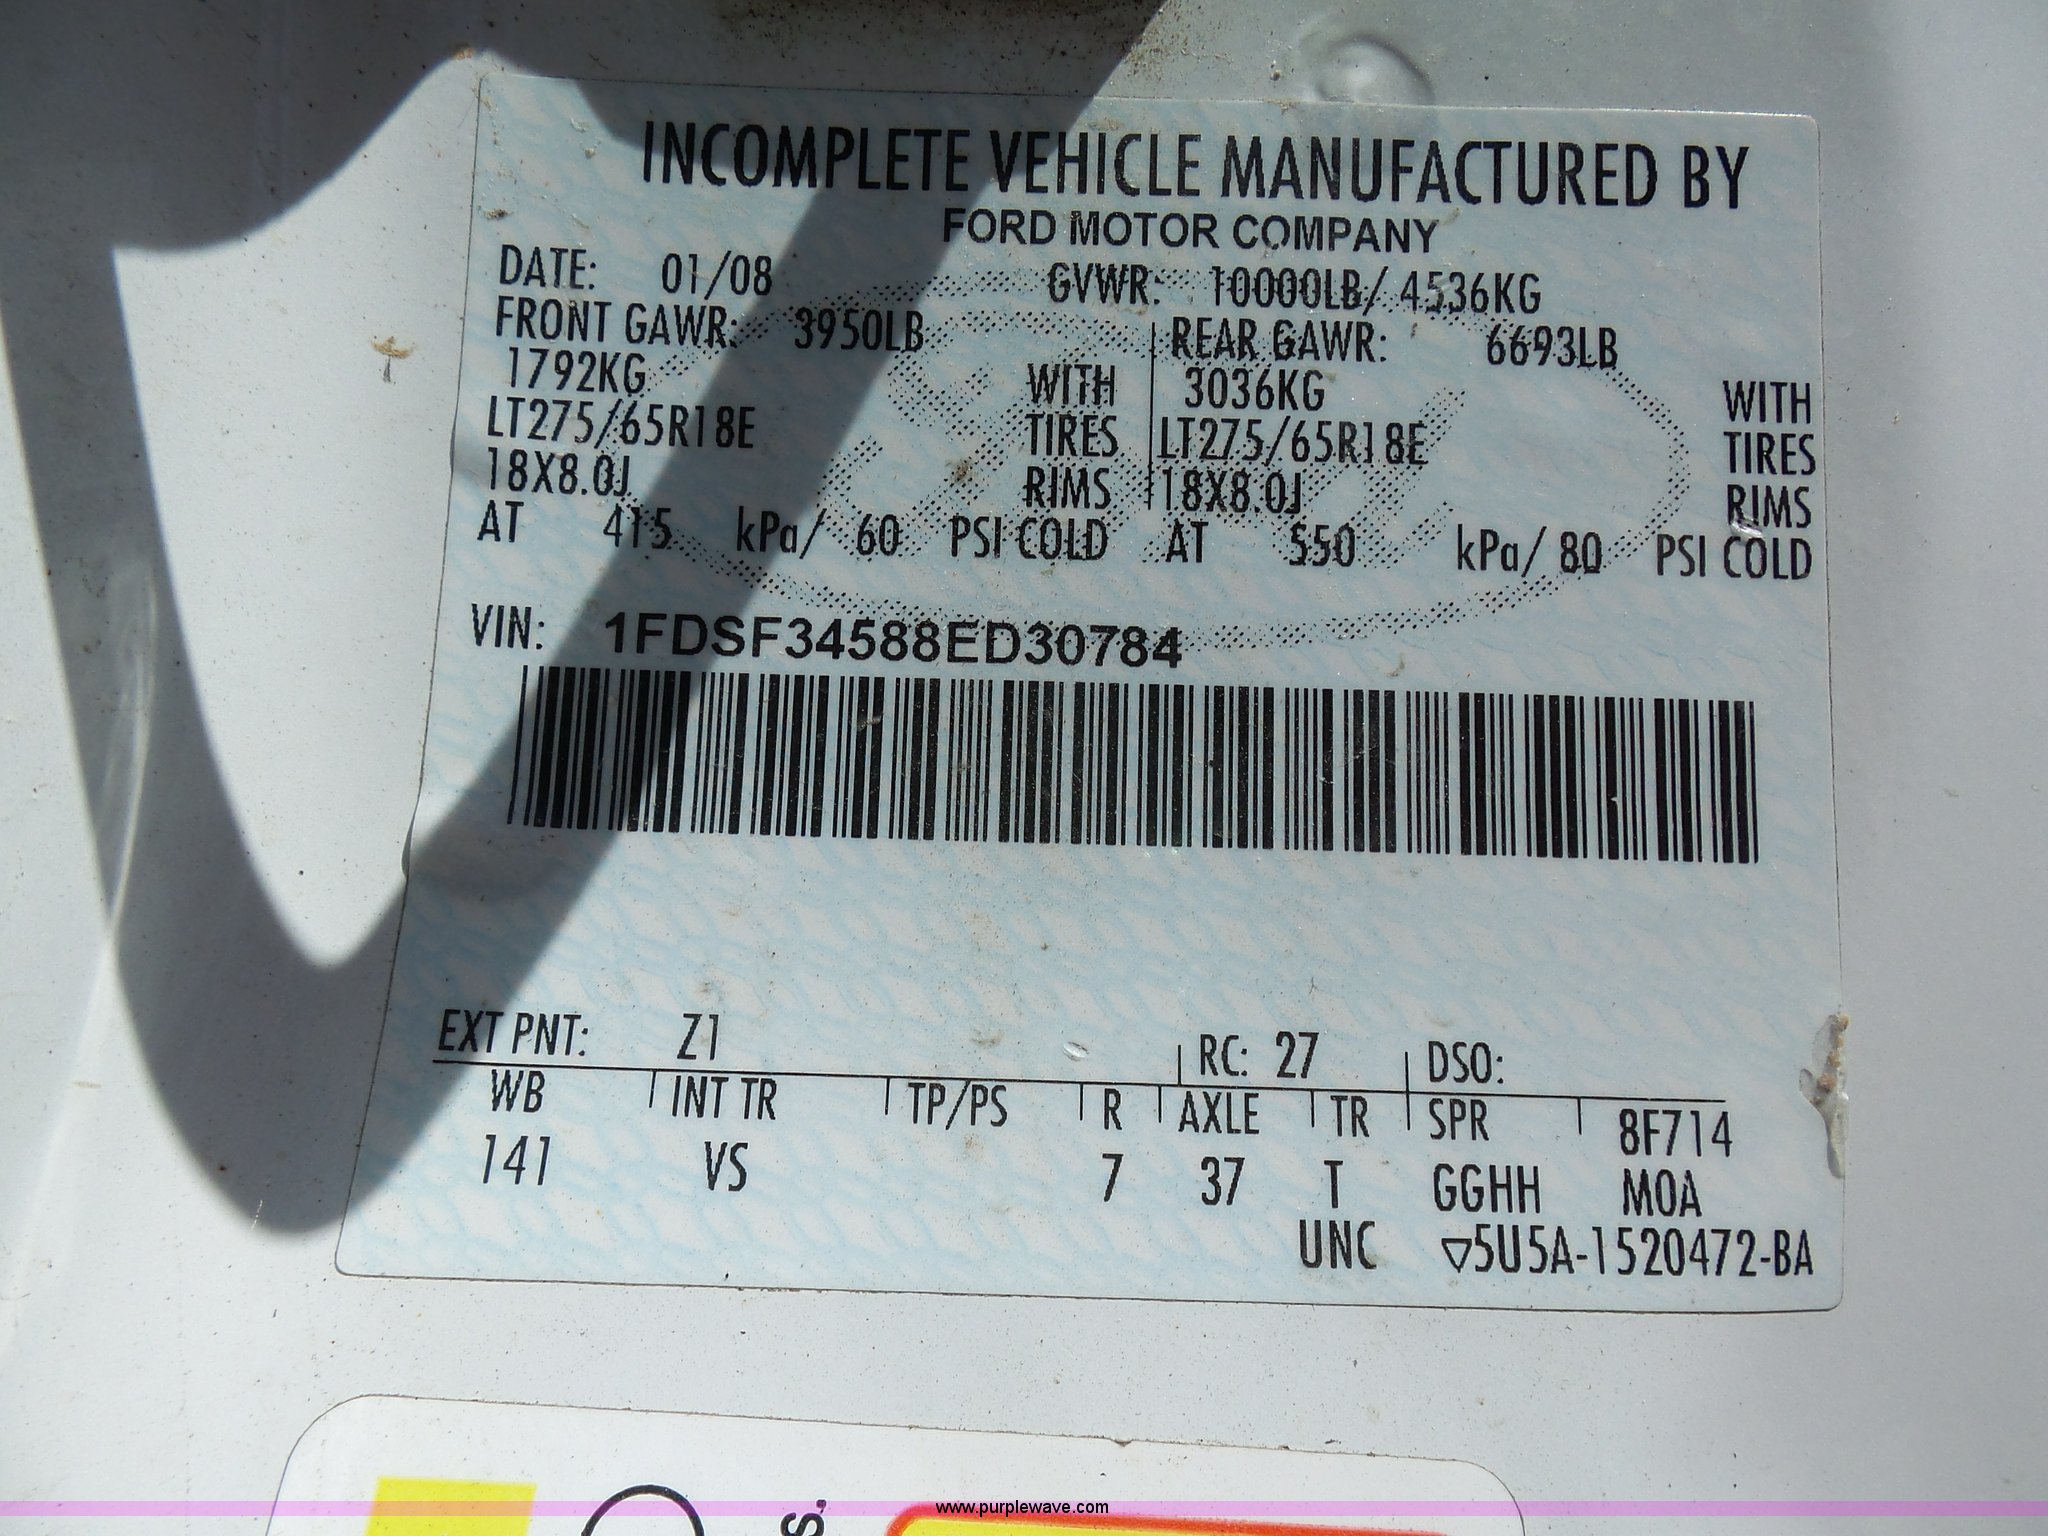 INCOMPLETE VEHICLE MANUFACTURED BY
FORD MOTOR COMPANY
DATE: 01/08 GVWR: 10000LB/ 4536KG
FRONT GAWR: 3950LB REAR GAWR: 6693LB
1792KG WITH 3036KG WITH
LT275/65R18E TIRES LT275/65R18E TIRES
18X8.0J RIMS 18X8.0J RIMS
AT 415 kPa/ 60 PSI COLD AT 550 kPa/ 80 PSI COLD
VIN: 1FDSF34588ED30784
EXT PNT: Z1 RC: 27 DSO:
WB INT TR TP/PS R AXLE TR SPR 8F714
141 VS 7 37 T GGHH MOA
UNC ▽5U5A-1520472-BA
www.purplewave.com